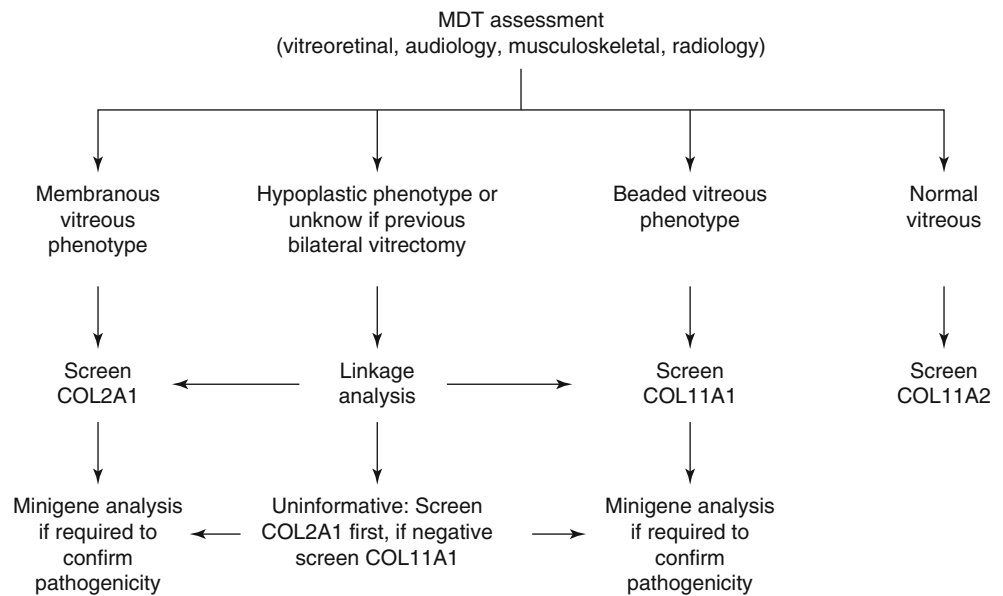 MDT assessment
(vitreoretinal, audiology, musculoskeletal, radiology)
Membranous
vitreous
phenotype
Hypoplastic phenotype or
unknow if previous
bilateral vitrectomy
Beaded vitreous
phenotype
Normal
vitreous
Screen
COL2A1
Linkage
analysis
Screen
COL11A1
Screen
COL11A2
Minigene analysis
if required to
confirm
pathogenicity
Uninformative: Screen
COL2A1 first, if negative
screen COL11A1
Minigene analysis
if required to
confirm
pathogenicity